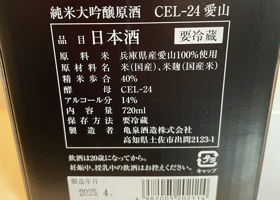 純米大吟醸原酒 CEL-24 愛山
品目 日本酒 要冷蔵
原料米 兵庫県産愛山100%使用
原材料名 米(国産)、米麹(国産米)
精米歩合 40%
酵母 CEL-24
アルコール分 14%
内容量 720ml
保存方法 要冷蔵
製造者 亀泉酒造株式会社
高知県土佐市出間2123-1
飲酒は20歳になってから。
妊娠中、授乳中の飲酒はお控えください。
キャップ
製造年月
2025.4
4982005202114